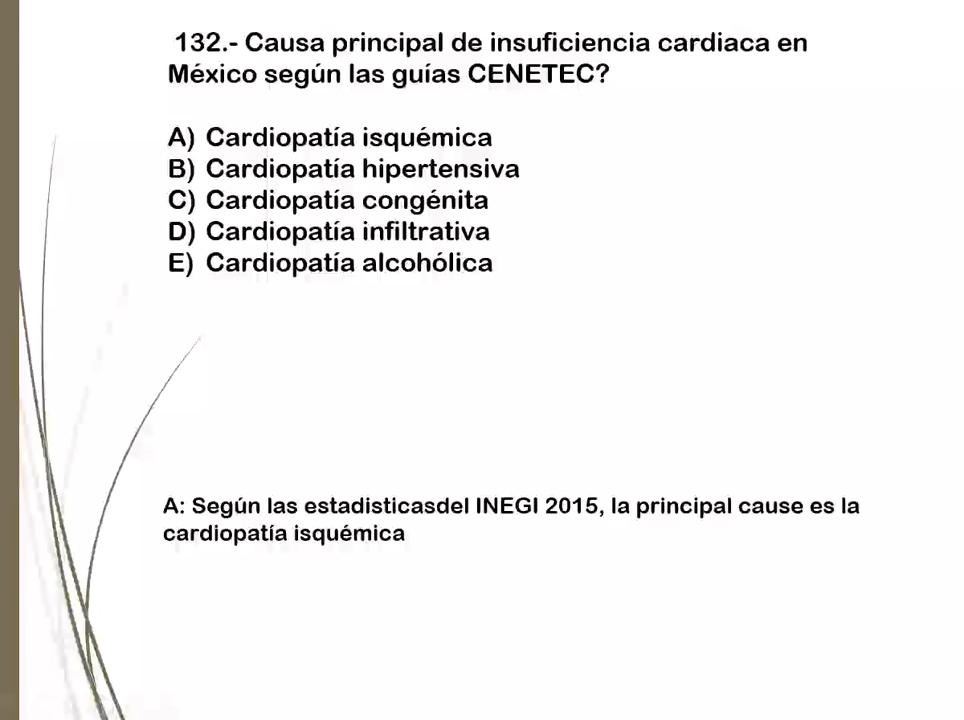 132.- Causa principal de insuficiencia cardiaca en
México según las guías CENETEC?
A) Cardiopatía isquémica
B) Cardiopatía hipertensiva
C) Cardiopatía congénita
D) Cardiopatía infiltrativa
E) Cardiopatía alcohólica
A: Según las estadisticasdel INEGI 2015, la principal cause es la
cardiopatía isquémica